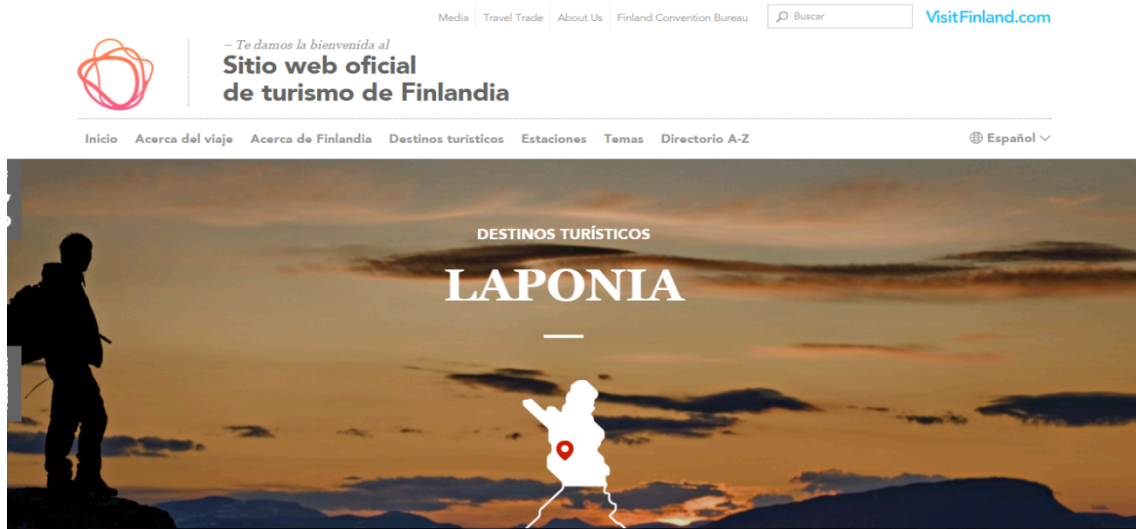 Media Travel Trade About Us Finland Convention Bureau Buscar VisitFinland.com
– Te damos la bienvenida al
Sitio web oficial
de turismo de Finlandia
Inicio Acerca del viaje Acerca de Finlandia Destinos turísticos Estaciones Temas Directorio A-Z Español
DESTINOS TURÍSTICOS
LAPONIA